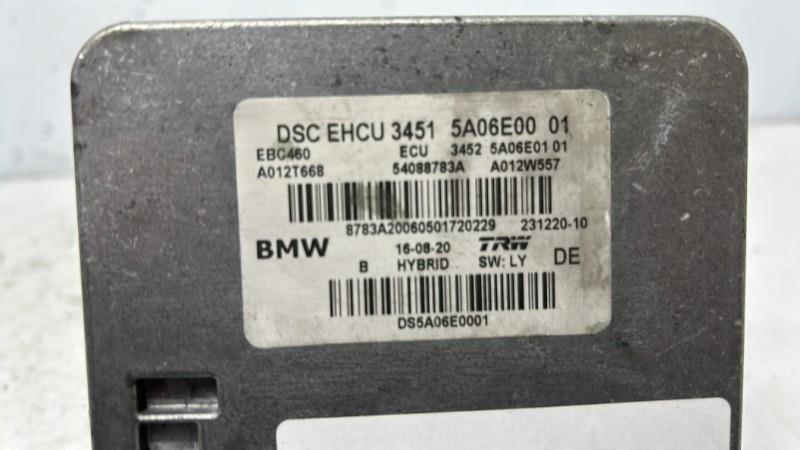 DSC EHCU 3451 5A06E00 01
EBC460 ECU 3452 5A06E01 01
A012T668 54088783A A012W557
8783A20060501720229 231220-10
BMW 16-08-20 TRW DE
B HYBRID SW: LY
DS5A06E0001